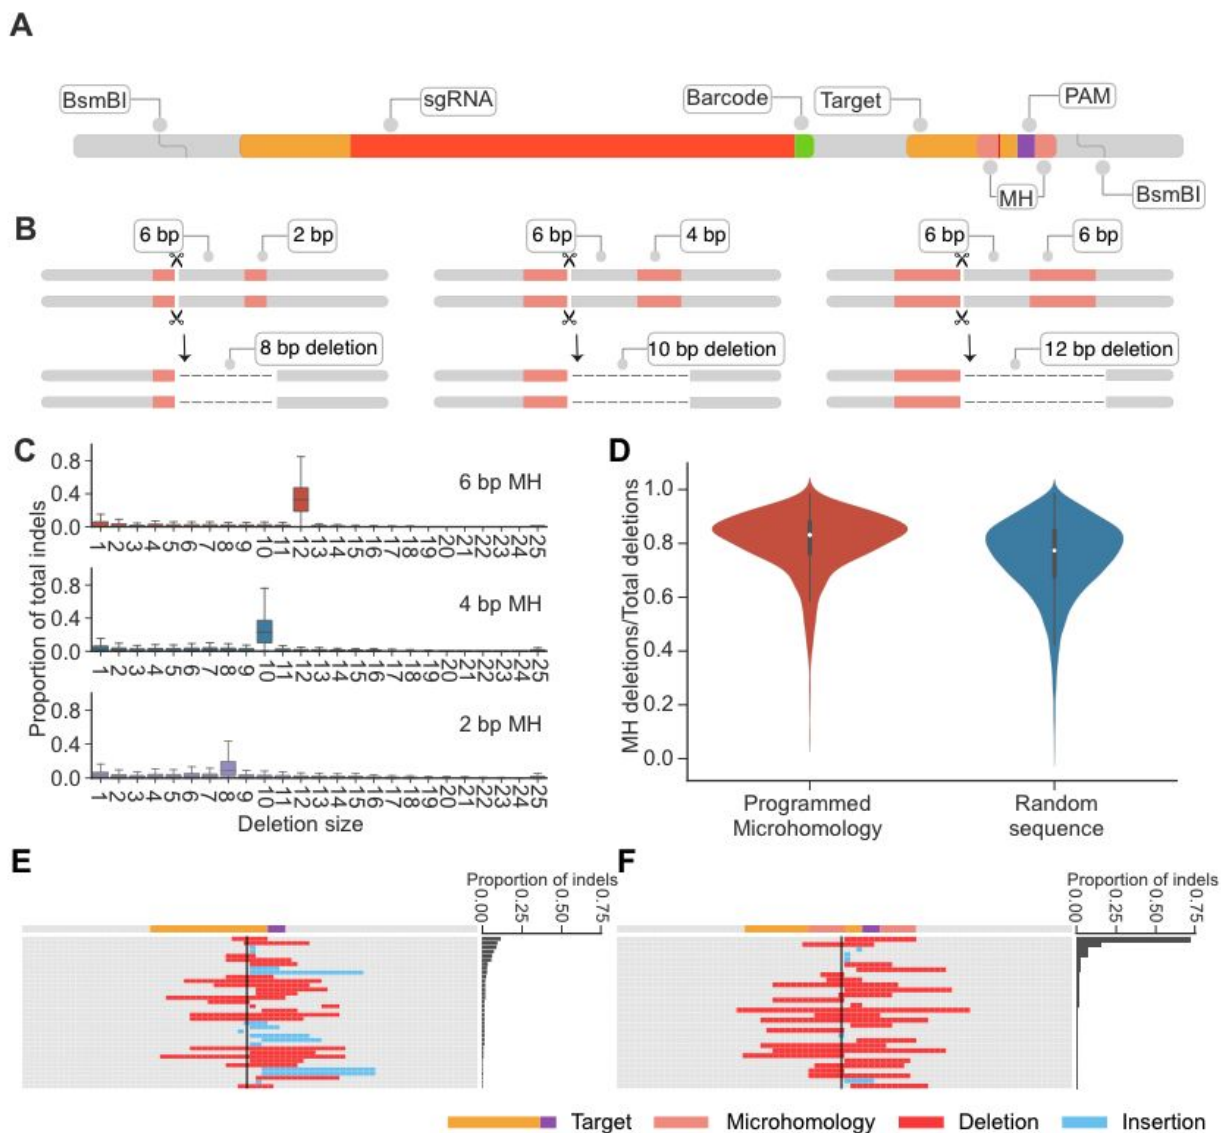 A
BsmBI
sgRNA
Barcode
Target
PAM
MH
BsmBI
B
6 bp
2 bp
6 bp
4 bp
6 bp
6 bp
8 bp deletion
10 bp deletion
12 bp deletion
C
Proportion of total indels
0.8
0.4
0.0
6 bp MH
1 2 3 4 5 6 7 8 9 10 11 12 13 14 15 16 17 18 19 20 21 22 23 24 25
0.8
0.4
0.0
4 bp MH
1 2 3 4 5 6 7 8 9 10 11 12 13 14 15 16 17 18 19 20 21 22 23 24 25
0.8
0.4
0.0
2 bp MH
1 2 3 4 5 6 7 8 9 10 11 12 13 14 15 16 17 18 19 20 21 22 23 24 25
Deletion size
D
MH deletions/Total deletions
1.0
0.8
0.6
0.4
0.2
0.0
Programmed
Microhomology
Random
sequence
E
Proportion of indels
0.00 0.25 0.50 0.75
F
Proportion of indels
0.00 0.25 0.50 0.75
Target
Microhomology
Deletion
Insertion